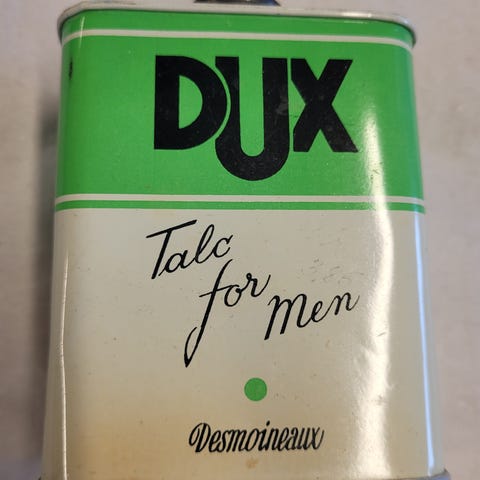 DUX
Talc
for
Men
Desmoineaux